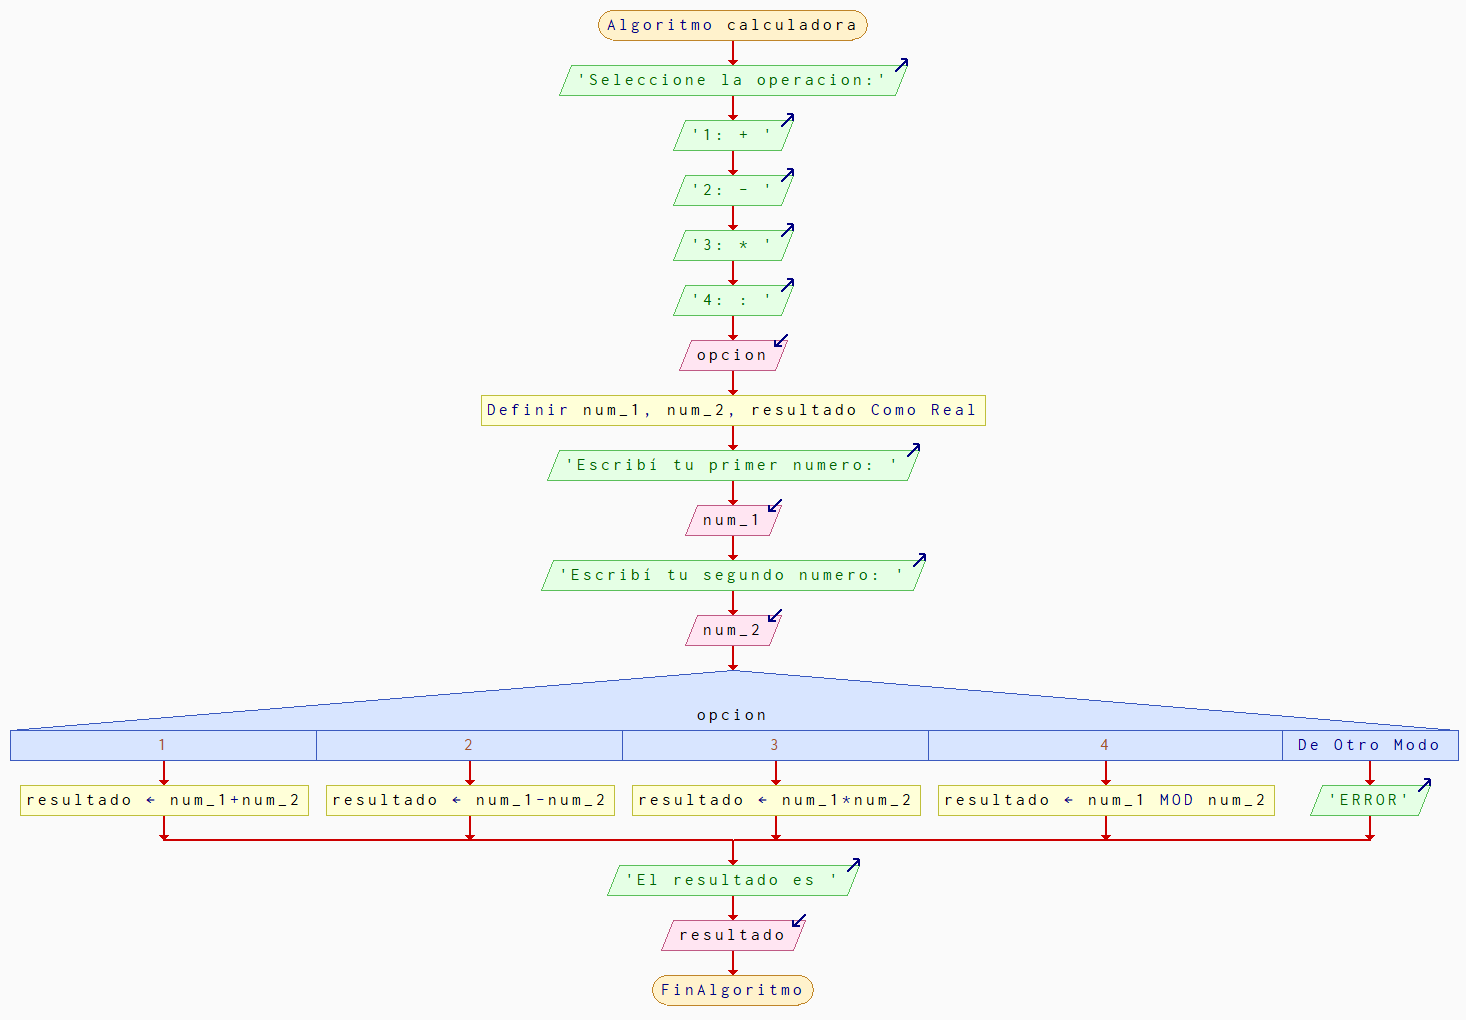 Algoritmo calculadora
'Seleccione la operacion:'
'1: + '
'2: - '
'3: * '
'4: : '
opcion
Definir num_1, num_2, resultado Como Real
'Escribí tu primer numero: '
num_1
'Escribí tu segundo numero: '
num_2
opcion
1 2 3 4 De Otro Modo
resultado ← num_1+num_2 resultado ← num_1-num_2 resultado ← num_1*num_2 resultado ← num_1 MOD num_2 'ERROR'
'El resultado es '
resultado
FinAlgoritmo